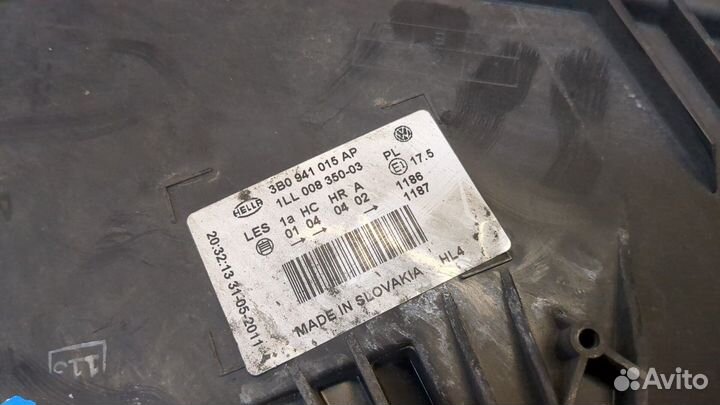 HELLA
3B0 941 015 AP
1LL 008 350-03
PL
E1 17.5
LES 1a HC HR A
01 04 04 02
1186
1187
MADE IN SLOVAKIA
HL4
20:32:13 31-05-2011
Avito